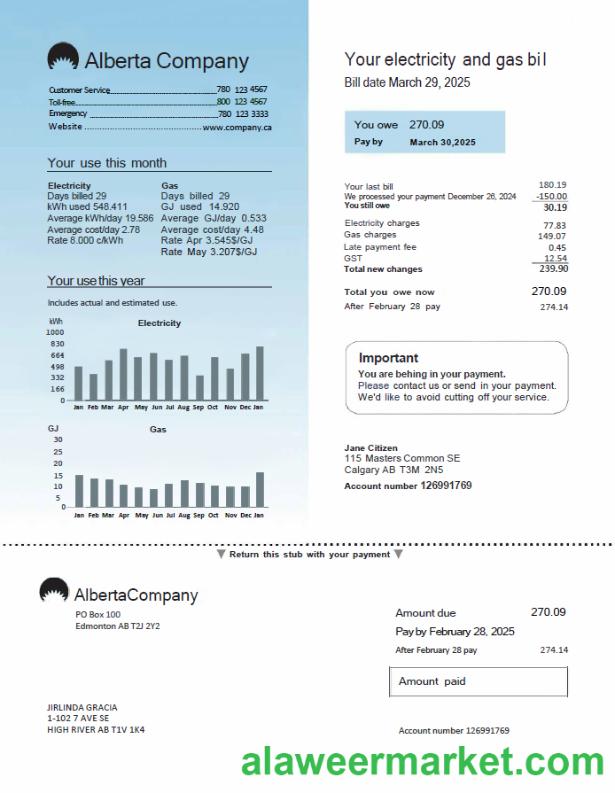 Alberta Company
Customer Service 780 123 4567
Toll-free 800 123 4567
Emergency 780 123 3333
Website www.company.ca
Your use this month
Electricity
Days billed 29
kWh used 548.411
Average kWh/day 19.586
Average cost/day 2.78
Rate 8.000 c/kWh
Gas
Days billed 29
GJ used 14.920
Average GJ/day 0.533
Average cost/day 4.48
Rate Apr 3.545$/GJ
Rate May 3.207$/GJ
Your use this year
Includes actual and estimated use.
kWh
Electricity
1000
830
664
498
332
1.66
0
Jan Feb Mar Apr May Jun Jul Aug Sep Oct Nov Dec Jan
GJ
Gas
30
25
20
15
10
5
0
Jan Feb Mar Apr May Jun Jul Aug Sep Oct Nov Dec Jan
Your electricity and gas bil
Bill date March 29, 2025
You owe 270.09
Pay by March 30,2025
Your last bill 180.19
We processed your payment December 26, 2024 -150.00
You still owe 30.19
Electricity charges 77.83
Gas charges 149.07
Late payment fee 0.45
GST 12.54
Total new changes 239.90
Total you owe now 270.09
After February 28 pay 274.14
Important
You are behing in your payment.
Please contact us or send in your payment.
We'd like to avoid cutting off your service.
Jane Citizen
115 Masters Common SE
Calgary AB T3M 2N5
Account number 126991769
Return this stub with your payment
AlbertaCompany
PO Box 100
Edmonton AB T2J 2Y2
Amount due 270.09
Pay by February 28, 2025
After February 28 pay 274.14
Amount paid
JIRLINDA GRACIA
1-102 7 AVE SE
HIGH RIVER AB T1V 1K4
Account number 126991769
alaweermarket.com